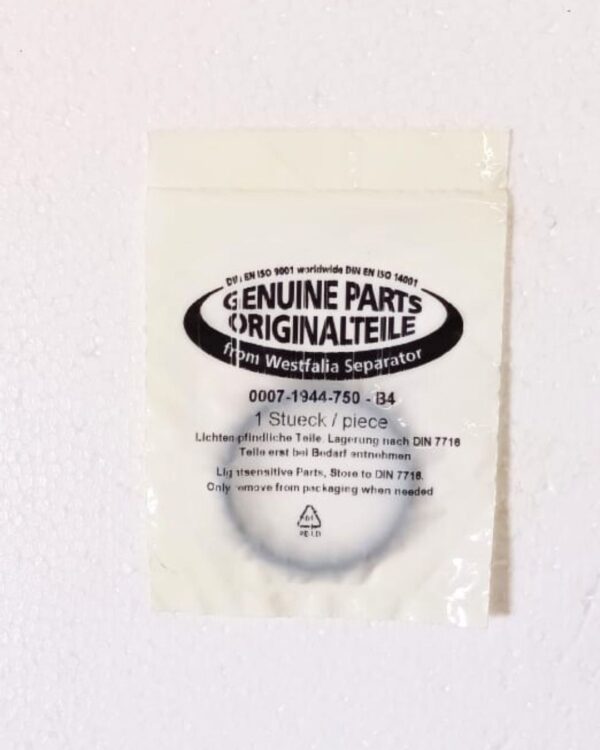 DIN EN ISO 9001 worldwide DIN EN ISO 14001
GENUINE PARTS
ORIGINALTEILE
from Westfalia Separator
0007-1944-750 - B4
1 Stueck / piece
Lichtempfindliche Teile. Lagerung nach DIN 7716
Teile erst bei Bedarf entnehmen
Lightsensitive Parts, Store to DIN 7716.
Only remove from packaging when needed